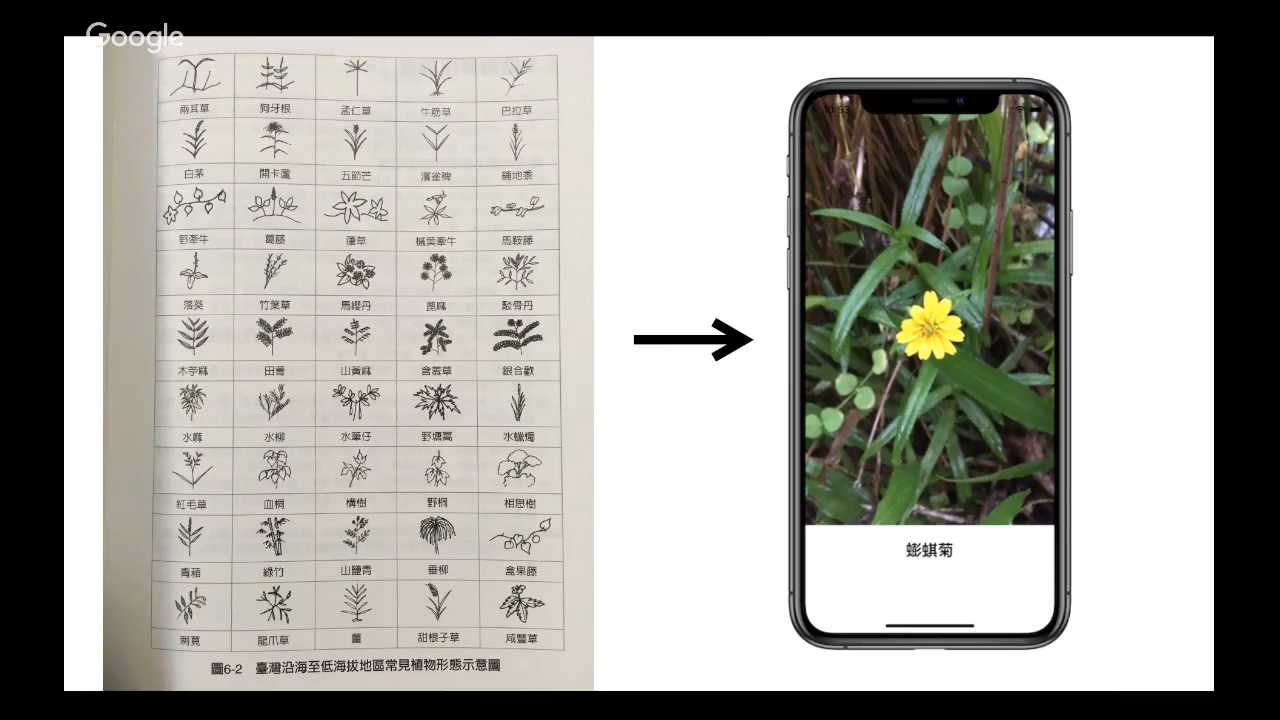 Google
兩耳草 狗牙根 孟仁草 牛筋草 巴拉草
白茅 開卡蘆 五節芒 濱雀稗 舖地黍
野牽牛 葛藤 葎草 槭葉牽牛 馬鞍藤
落葵 竹葉草 馬纓丹 蓖麻 駁骨丹
木苧麻 田菁 山黃麻 含羞草 銀合歡
水麻 水柳 水筆仔 野塘蒿 水蠟燭
紅毛草 血桐 構樹 野桐 相思樹
青葙 綠竹 山鹽青 垂柳 盒果藤
刺莧 龍爪草 甜根子草 咸豐草
圖6-2 臺灣沿海至低海拔地區常見植物形態示意圖
10:53
蟛蜞菊